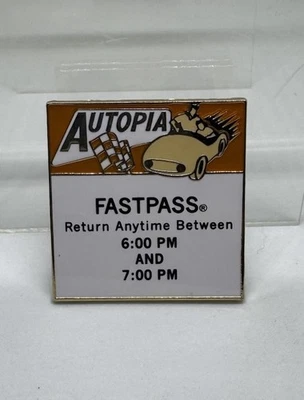 AUTOPIA
FASTPASS®
Return Anytime Between
6:00 PM
AND
7:00 PM